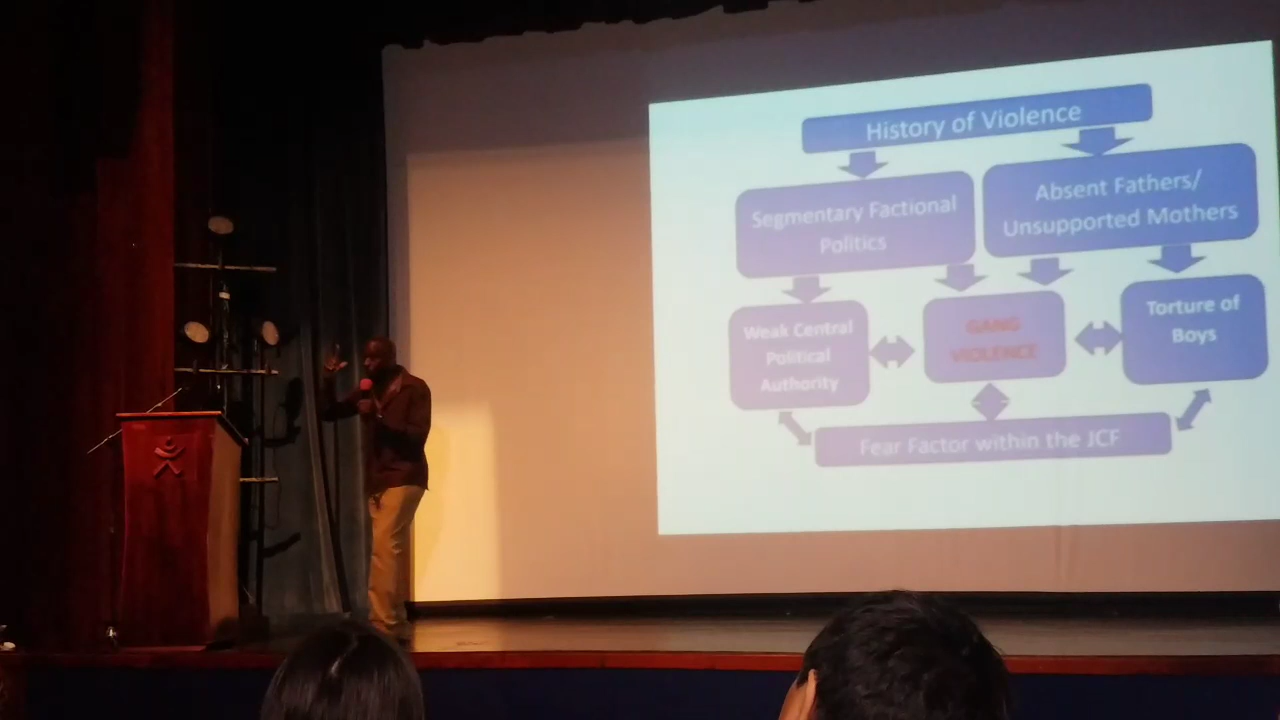 History of Violence
Segmentary Factional
Politics
Absent Fathers/
Unsupported Mothers
Weak Central
Political
Authority
GANG
VIOLENCE
Torture of
Boys
Fear Factor within the JCF